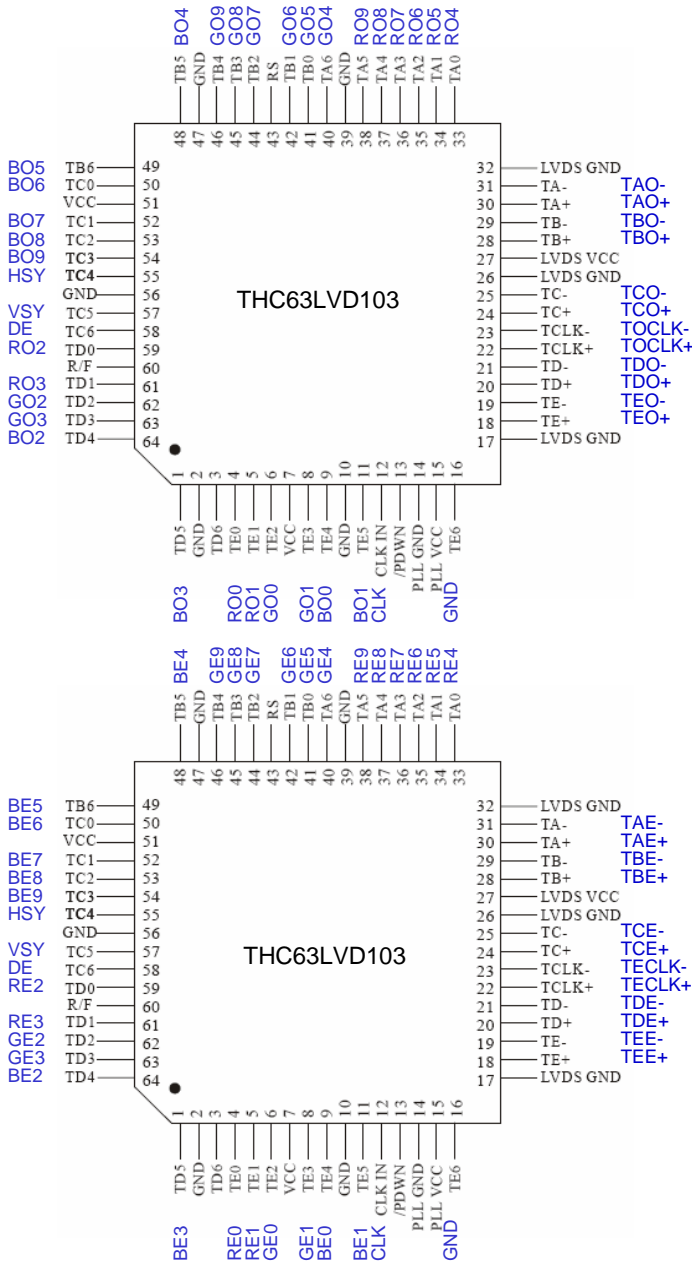 BO4 GO9 GO8 GO7 GO6 GO5 GO4 RO9 RO8 RO7 RO6 RO5 RO4
TB5 GND TB4 TB3 TB2 RS TB1 TB0 TA6 GND TA5 TA4 TA3 TA2 TA1 TA0
48 47 46 45 44 43 42 41 40 39 38 37 36 35 34 33
BO5 TB6 49 32 LVDS GND
BO6 TC0 50 31 TA- TAO-
VCC 51 30 TA+ TAO+
BO7 TC1 52 29 TB- TBO-
BO8 TC2 53 28 TB+ TBO+
BO9 TC3 54 27 LVDS VCC
HSY TC4 55 26 LVDS GND
GND 56 25 TC- TCO-
THC63LVD103
VSY TC5 57 24 TC+ TCO+
DE TC6 58 23 TCLK- TOCLK-
RO2 TD0 59 22 TCLK+ TOCLK+
R/F 60 21 TD- TDO-
RO3 TD1 61 20 TD+ TDO+
GO2 TD2 62 19 TE- TEO-
GO3 TD3 63 18 TE+ TEO+
BO2 TD4 64 17 LVDS GND
1 2 3 4 5 6 7 8 9 10 11 12 13 14 15 16
TD5 GND TD6 TE0 TE1 TE2 VCC TE3 TE4 GND TE5 CLK IN /PDWN PLL GND PLL VCC TE6
BO3 RO0 RO1 GO0 GO1 BO0 BO1 CLK GND
BE4 GE9 GE8 GE7 GE6 GE5 GE4 RE9 RE8 RE7 RE6 RE5 RE4
TB5 GND TB4 TB3 TB2 RS TB1 TB0 TA6 GND TA5 TA4 TA3 TA2 TA1 TA0
48 47 46 45 44 43 42 41 40 39 38 37 36 35 34 33
BE5 TB6 49 32 LVDS GND
BE6 TC0 50 31 TA- TAE-
VCC 51 30 TA+ TAE+
BE7 TC1 52 29 TB- TBE-
BE8 TC2 53 28 TB+ TBE+
BE9 TC3 54 27 LVDS VCC
HSY TC4 55 26 LVDS GND
GND 56 25 TC- TCE-
THC63LVD103
VSY TC5 57 24 TC+ TCE+
DE TC6 58 23 TCLK- TECLK-
RE2 TD0 59 22 TCLK+ TECLK+
R/F 60 21 TD- TDE-
RE3 TD1 61 20 TD+ TDE+
GE2 TD2 62 19 TE- TEE-
GE3 TD3 63 18 TE+ TEE+
BE2 TD4 64 17 LVDS GND
1 2 3 4 5 6 7 8 9 10 11 12 13 14 15 16
TD5 GND TD6 TE0 TE1 TE2 VCC TE3 TE4 GND TE5 CLK IN /PDWN PLL GND PLL VCC TE6
BE3 RE0 RE1 GE0 GE1 BE0 BE1 CLK GND